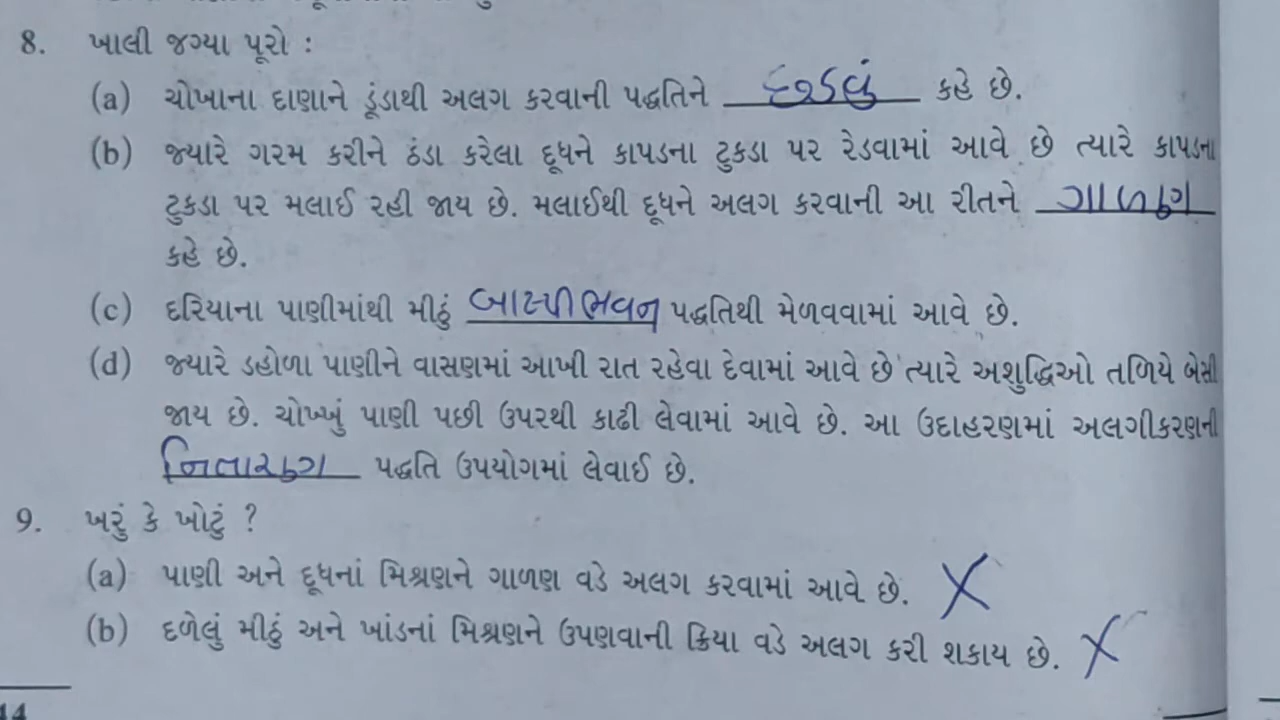 8. ખાલી જગ્યા પૂરો :
(a) ચોખાના દાણાને ડૂંડાથી અલગ કરવાની પદ્ધતિને છડવું કહે છે.
(b) જ્યારે ગરમ કરીને ઠંડા કરેલા દૂધને કાપડના ટુકડા પર રેડવામાં આવે છે ત્યારે કાપડના
ટુકડા પર મલાઈ રહી જાય છે. મલાઈથી દૂધને અલગ કરવાની આ રીતને ગાળણ
કહે છે.
(c) દરિયાના પાણીમાંથી મીઠું બાષ્પીભવન પદ્ધતિથી મેળવવામાં આવે છે.
(d) જ્યારે ડહોળા પાણીને વાસણમાં આખી રાત રહેવા દેવામાં આવે છે ત્યારે અશુદ્ધિઓ તળિયે બેસી
જાય છે. ચોખ્ખું પાણી પછી ઉપરથી કાઢી લેવામાં આવે છે. આ ઉદાહરણમાં અલગીકરણની
નિતારણ પદ્ધતિ ઉપયોગમાં લેવાઈ છે.
9. ખરું કે ખોટું ?
(a) પાણી અને દૂધનાં મિશ્રણને ગાળણ વડે અલગ કરવામાં આવે છે. X
(b) દળેલું મીઠું અને ખાંડનાં મિશ્રણને ઉપણવાની ક્રિયા વડે અલગ કરી શકાય છે. X